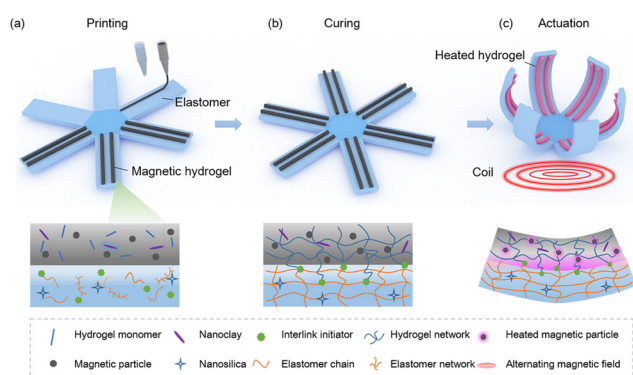 (a) Printing
(b) Curing
(c) Actuation
Elastomer
Magnetic hydrogel
Heated hydrogel
Coil
Hydrogel monomer
Nanoclay
Interlink initiator
Hydrogel network
Heated magnetic particle
Magnetic particle
Nanosilica
Elastomer chain
Elastomer network
Alternating magnetic field